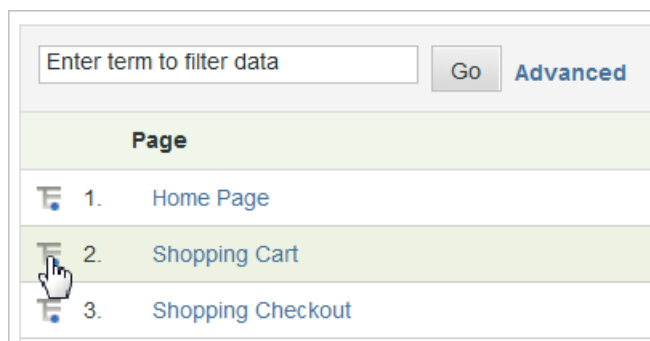 Enter term to filter data Go Advanced
Page
1. Home Page
2. Shopping Cart
3. Shopping Checkout